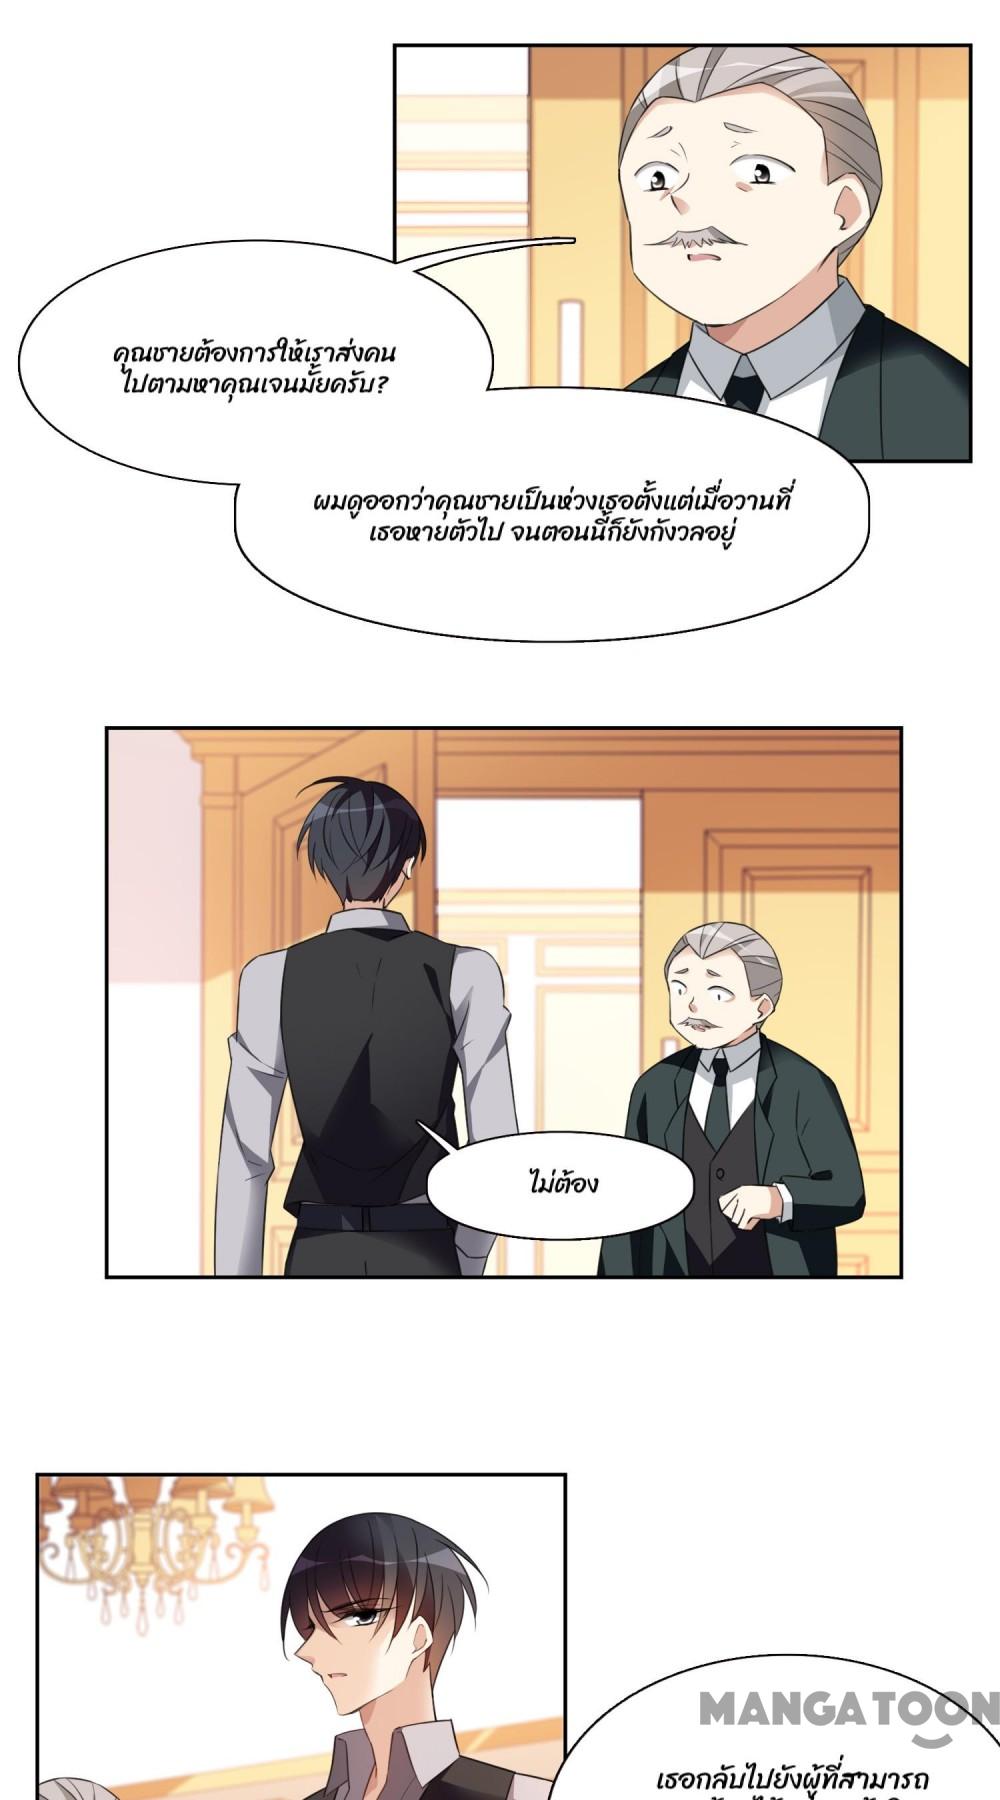 คุณชายต้องการให้เราส่งคน
ไปตามหาคุณเจนมั้ยครับ?
ผมดูออกว่าคุณชายเป็นห่วงเธอตั้งแต่เมื่อวานที่
เธอหายตัวไป จนตอนนี้ก็ยังกังวลอยู่
ไม่ต้อง
MANGATOON
เธอกลับไปยังผู้ที่สามารถ